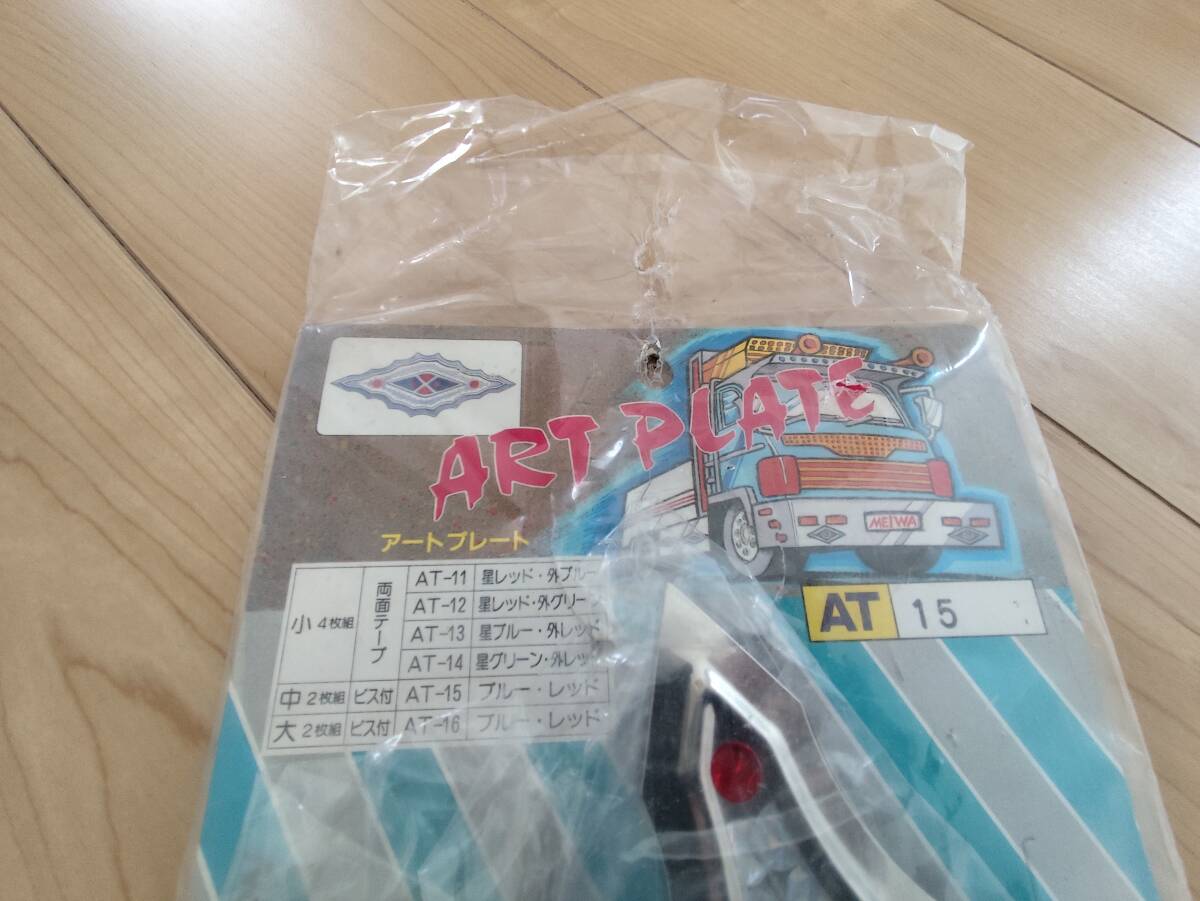 ART PLATE
MEIWA
アートプレート
AT 15
小 4枚組 両面テープ AT-11 星レッド・外ブルー
AT-12 星レッド・外グリー
AT-13 星ブルー・外レッド
AT-14 星グリーン・外レッド
中 2枚組 ビス付 AT-15 ブルー・レッド
大 2枚組 ビス付 AT-16 ブルー・レッド